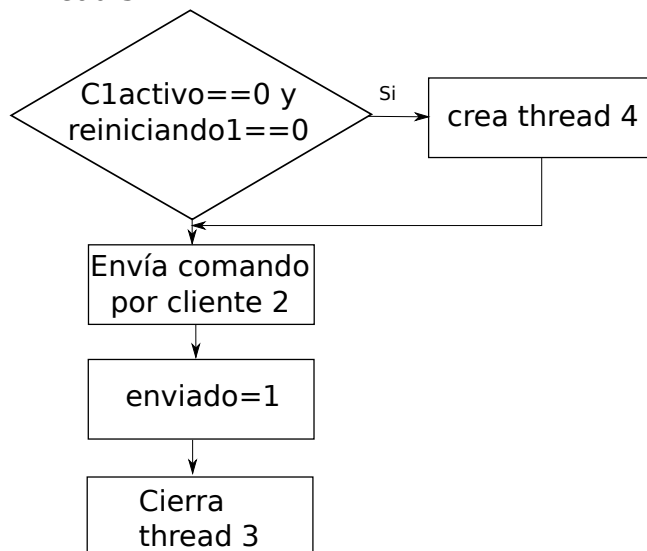 C1activo==0 y
reiniciando1==0
Si
crea thread 4
Envía comando
por cliente 2
enviado=1
Cierra
thread 3